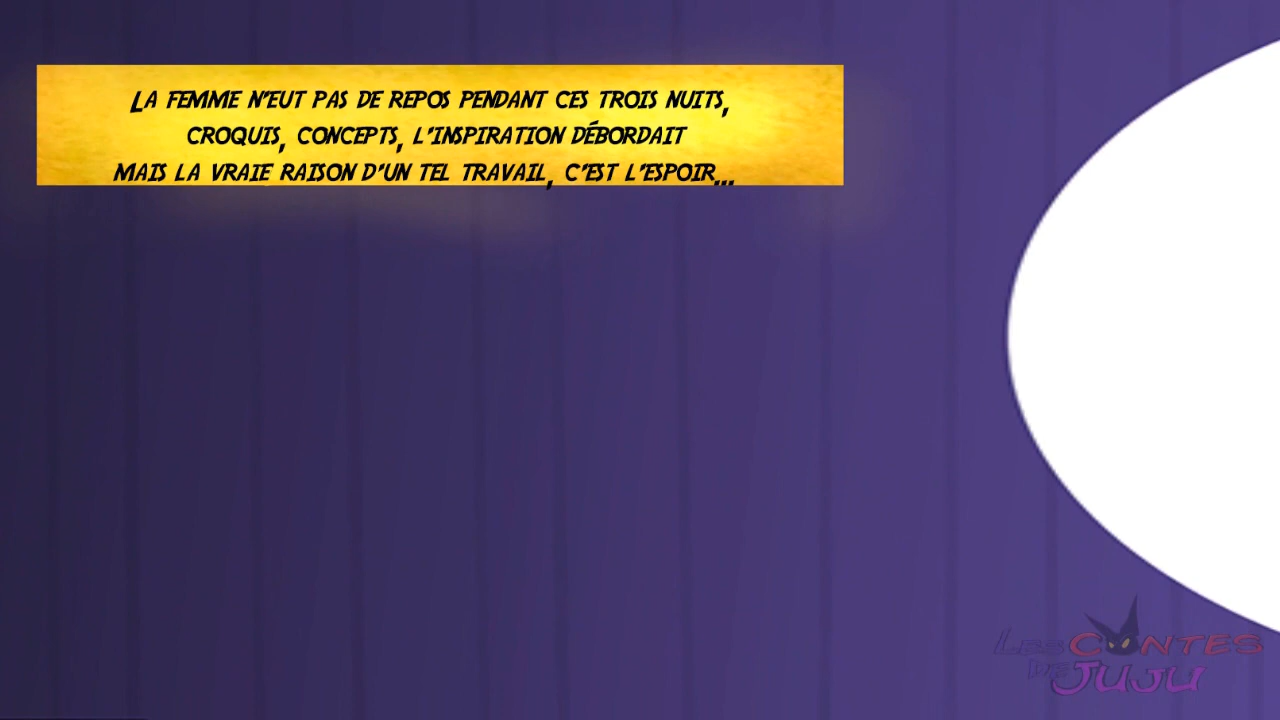 LA FEMME N'EUT PAS DE REPOS PENDANT CES TROIS NUITS,
CROQUIS, CONCEPTS, L'INSPIRATION DÉBORDAIT
MAIS LA VRAIE RAISON D'UN TEL TRAVAIL, C'EST L'ESPOIR...
LES CONTES
DE JUJU